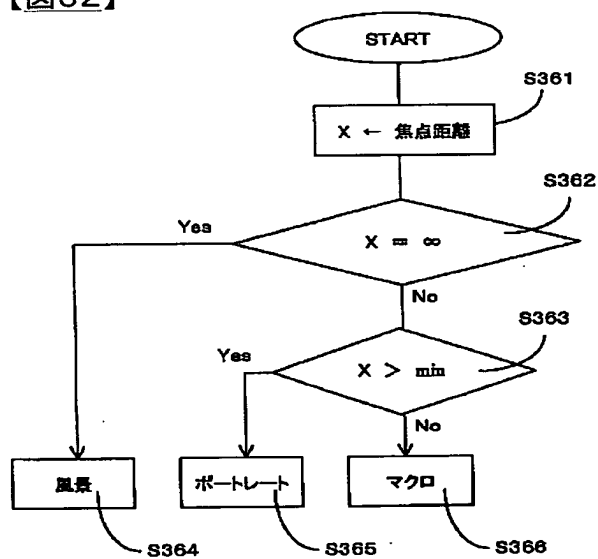 【図32】
START
S361
X ← 焦点距離
S362
Yes
X = ∞
No
S363
Yes
X > min
No
風景
ポートレート
マクロ
S364
S365
S366